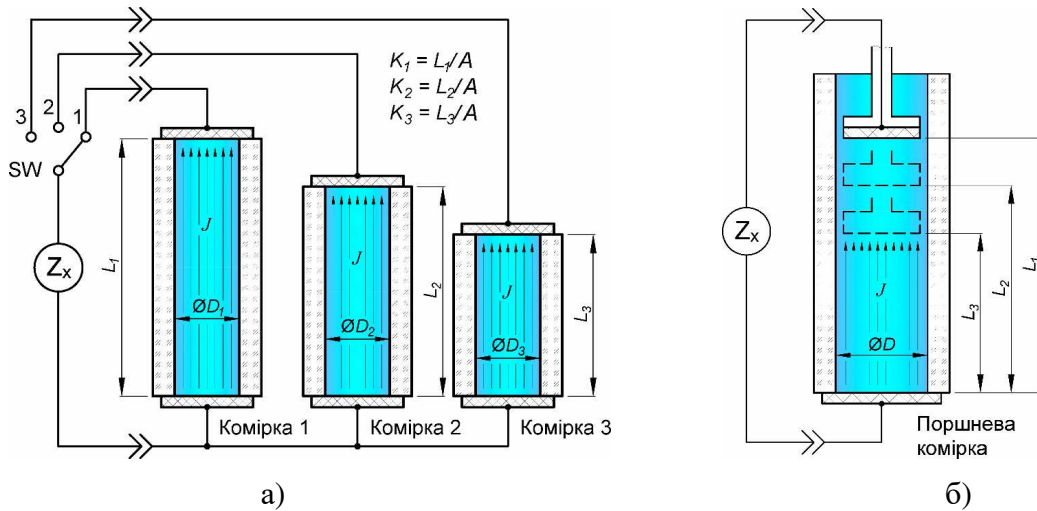 K₁ = L₁/A
K₂ = L₂/A
K₃ = L₃/A
3
2
1
SW
Zₓ
L₁
J
ØD₁
L₂
J
ØD₂
L₃
J
ØD₃
Комірка 1
Комірка 2
Комірка 3
а)
Zₓ
J
ØD
L₃
L₂
L₁
Поршнева
комірка
б)